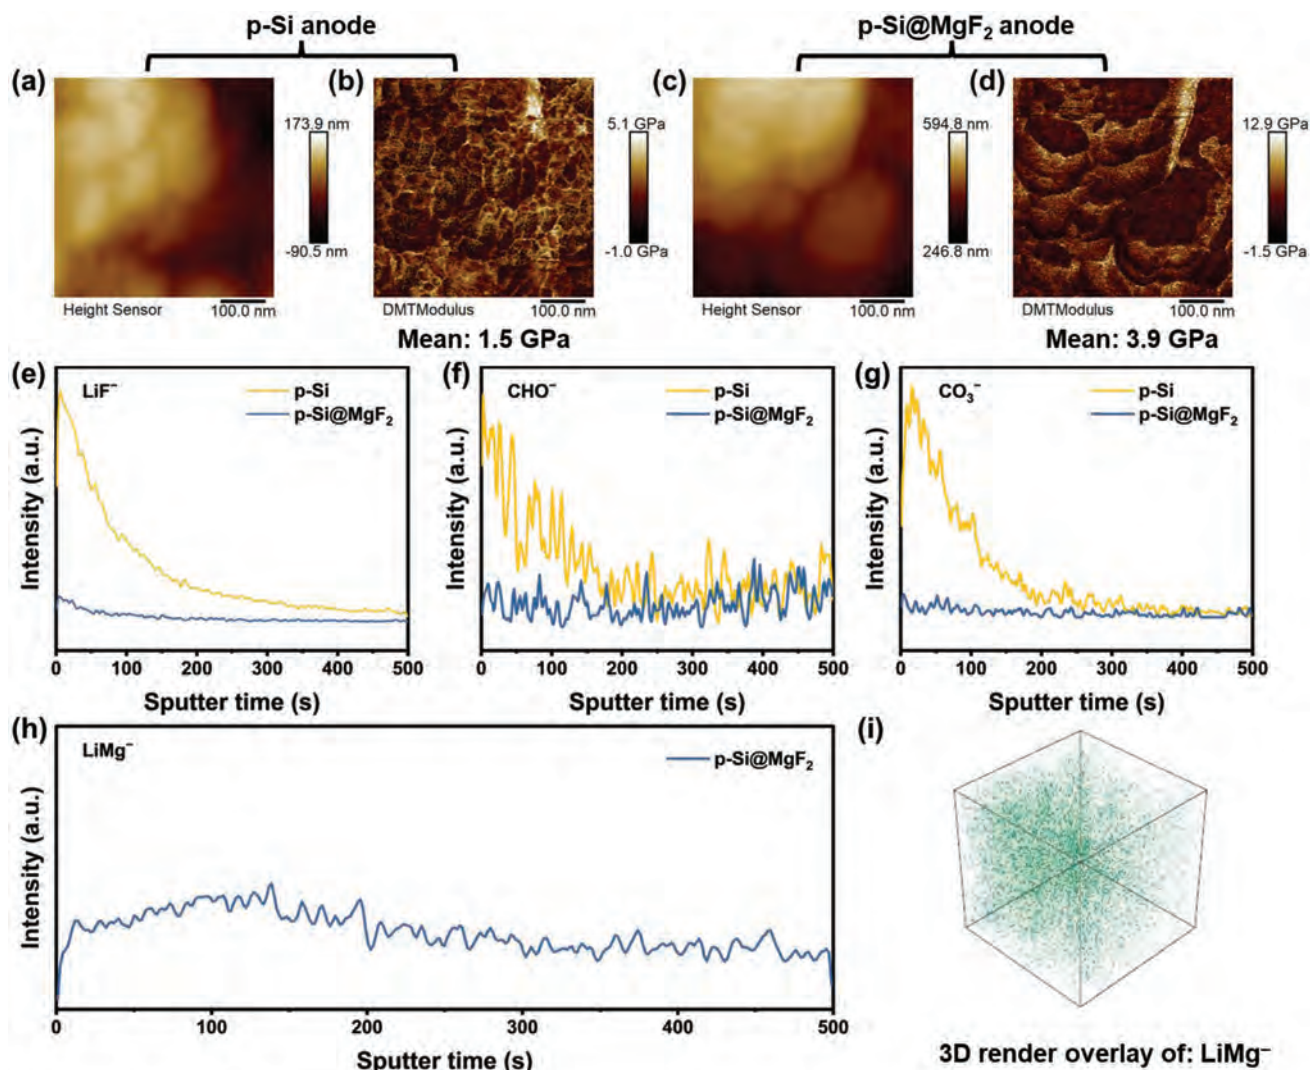 p-Si anode
p-Si@MgF₂ anode
(a)
173.9 nm
-90.5 nm
Height Sensor
100.0 nm
(b)
5.1 GPa
-1.0 GPa
DMTModulus
100.0 nm
Mean: 1.5 GPa
(c)
594.8 nm
246.8 nm
Height Sensor
100.0 nm
(d)
12.9 GPa
-1.5 GPa
DMTModulus
100.0 nm
Mean: 3.9 GPa
(e)
LiF⁻
p-Si
p-Si@MgF₂
Intensity (a.u.)
0 100 200 300 400 500
Sputter time (s)
(f)
CHO⁻
p-Si
p-Si@MgF₂
Intensity (a.u.)
0 100 200 300 400 500
Sputter time (s)
(g)
CO₃⁻
p-Si
p-Si@MgF₂
Intensity (a.u.)
0 100 200 300 400 500
Sputter time (s)
(h)
LiMg⁻
p-Si@MgF₂
Intensity (a.u.)
0 100 200 300 400 500
Sputter time (s)
(i)
3D render overlay of: LiMg⁻